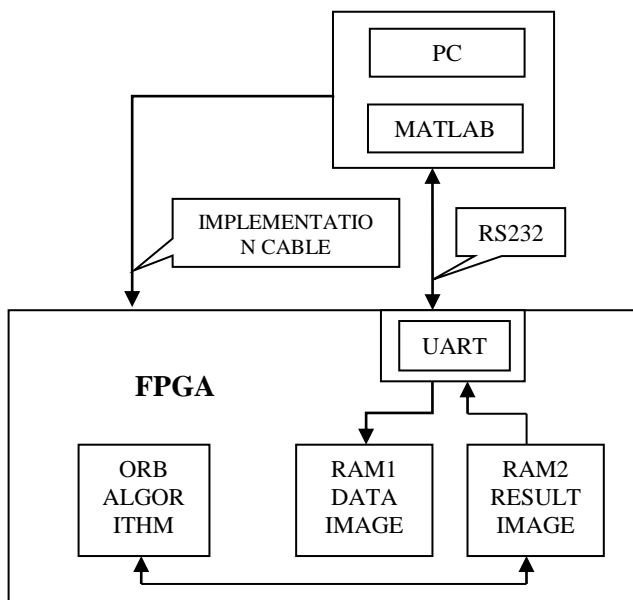 PC
MATLAB
IMPLEMENTATIO
N CABLE
RS232
UART
FPGA
ORB
ALGOR
ITHM
RAM1
DATA
IMAGE
RAM2
RESULT
IMAGE